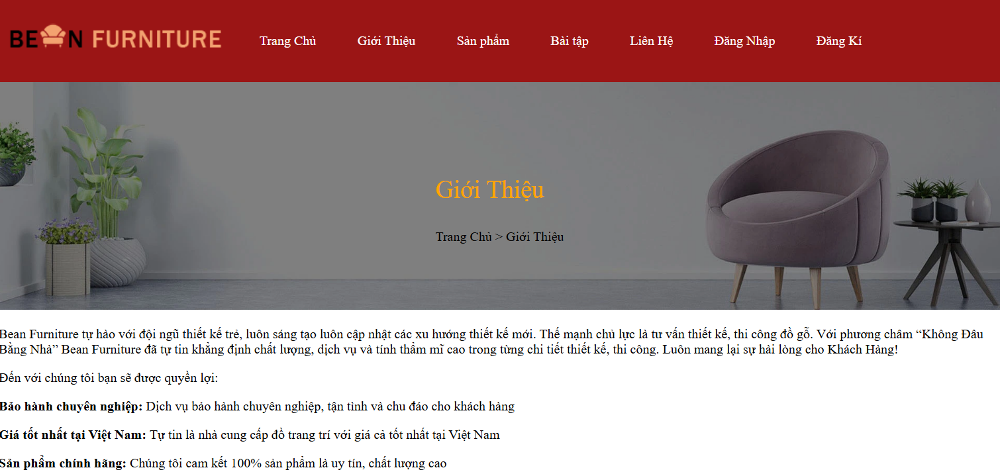 BEAN FURNITURE
Trang Chủ
Giới Thiệu
Sản phẩm
Bài tập
Liên Hệ
Đăng Nhập
Đăng Kí
Giới Thiệu
Trang Chủ > Giới Thiệu
Bean Furniture tự hào với đội ngũ thiết kế trẻ, luôn sáng tạo luôn cập nhật các xu hướng thiết kế mới. Thế mạnh chủ lực là tư vấn thiết kế, thi công đồ gỗ. Với phương châm “Không Đâu
Bằng Nhà” Bean Furniture đã tự tin khẳng định chất lượng, dịch vụ và tính thẩm mĩ cao trong từng chi tiết thiết kế, thi công. Luôn mang lại sự hài lòng cho Khách Hàng!
Đến với chúng tôi bạn sẽ được quyền lợi:
Bảo hành chuyên nghiệp: Dịch vụ bảo hành chuyên nghiệp, tận tình và chu đáo cho khách hàng
Giá tốt nhất tại Việt Nam: Tự tin là nhà cung cấp đồ trang trí với giá cả tốt nhất tại Việt Nam
Sản phẩm chính hãng: Chúng tôi cam kết 100% sản phẩm là uy tín, chất lượng cao